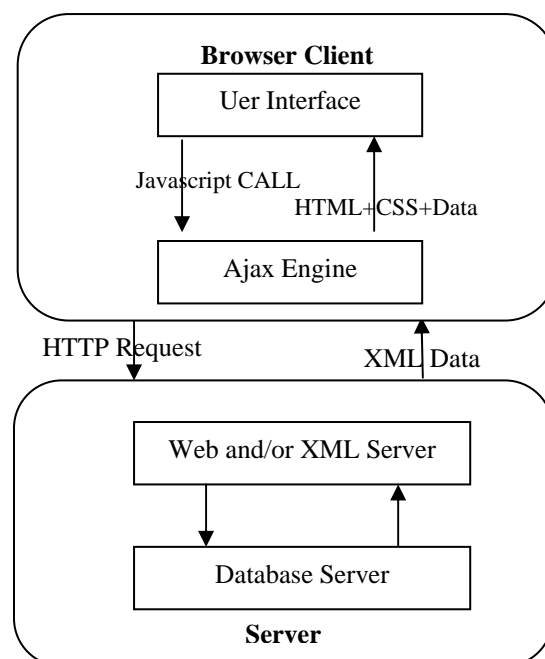 Browser Client
Uer Interface
Javascript CALL
HTML+CSS+Data
Ajax Engine
HTTP Request
XML Data
Web and/or XML Server
Database Server
Server